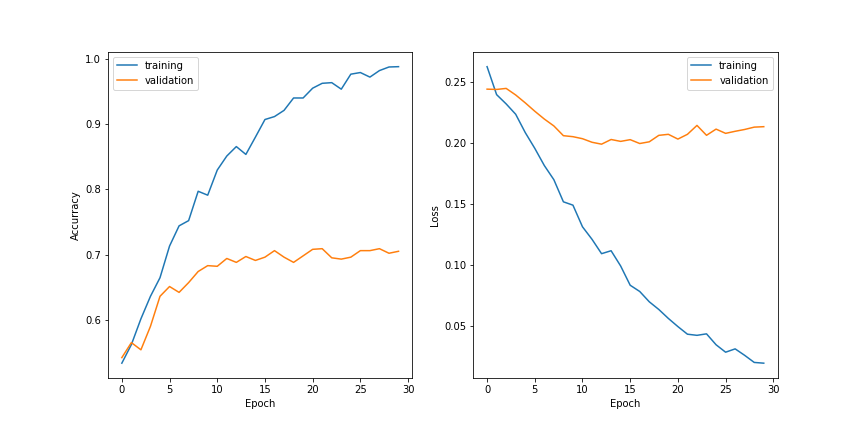 training
validation
1.0
0.9
0.8
0.7
0.6
Accurracy
0 5 10 15 20 25 30
Epoch
training
validation
0.25
0.20
0.15
0.10
0.05
Loss
0 5 10 15 20 25 30
Epoch